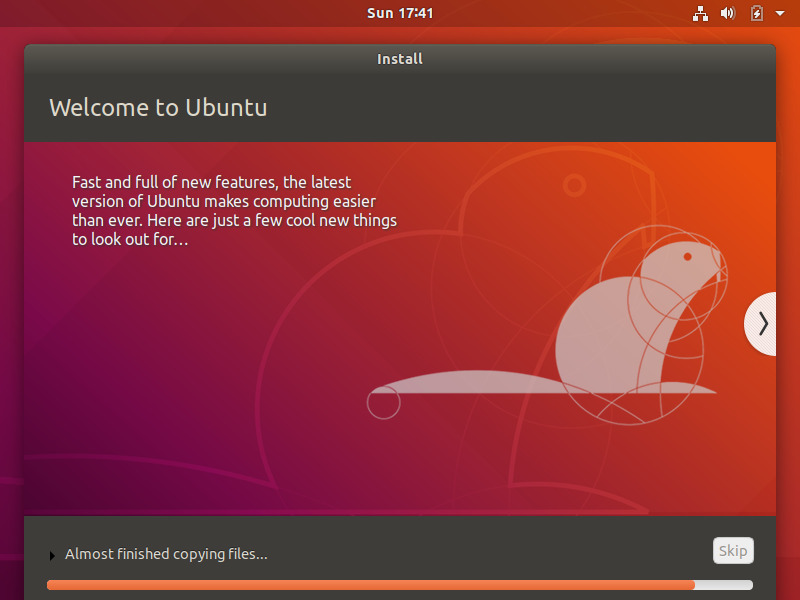 Sun 17:41
Install
Welcome to Ubuntu
Fast and full of new features, the latest
version of Ubuntu makes computing easier
than ever. Here are just a few cool new things
to look out for…
Almost finished copying files...
Skip